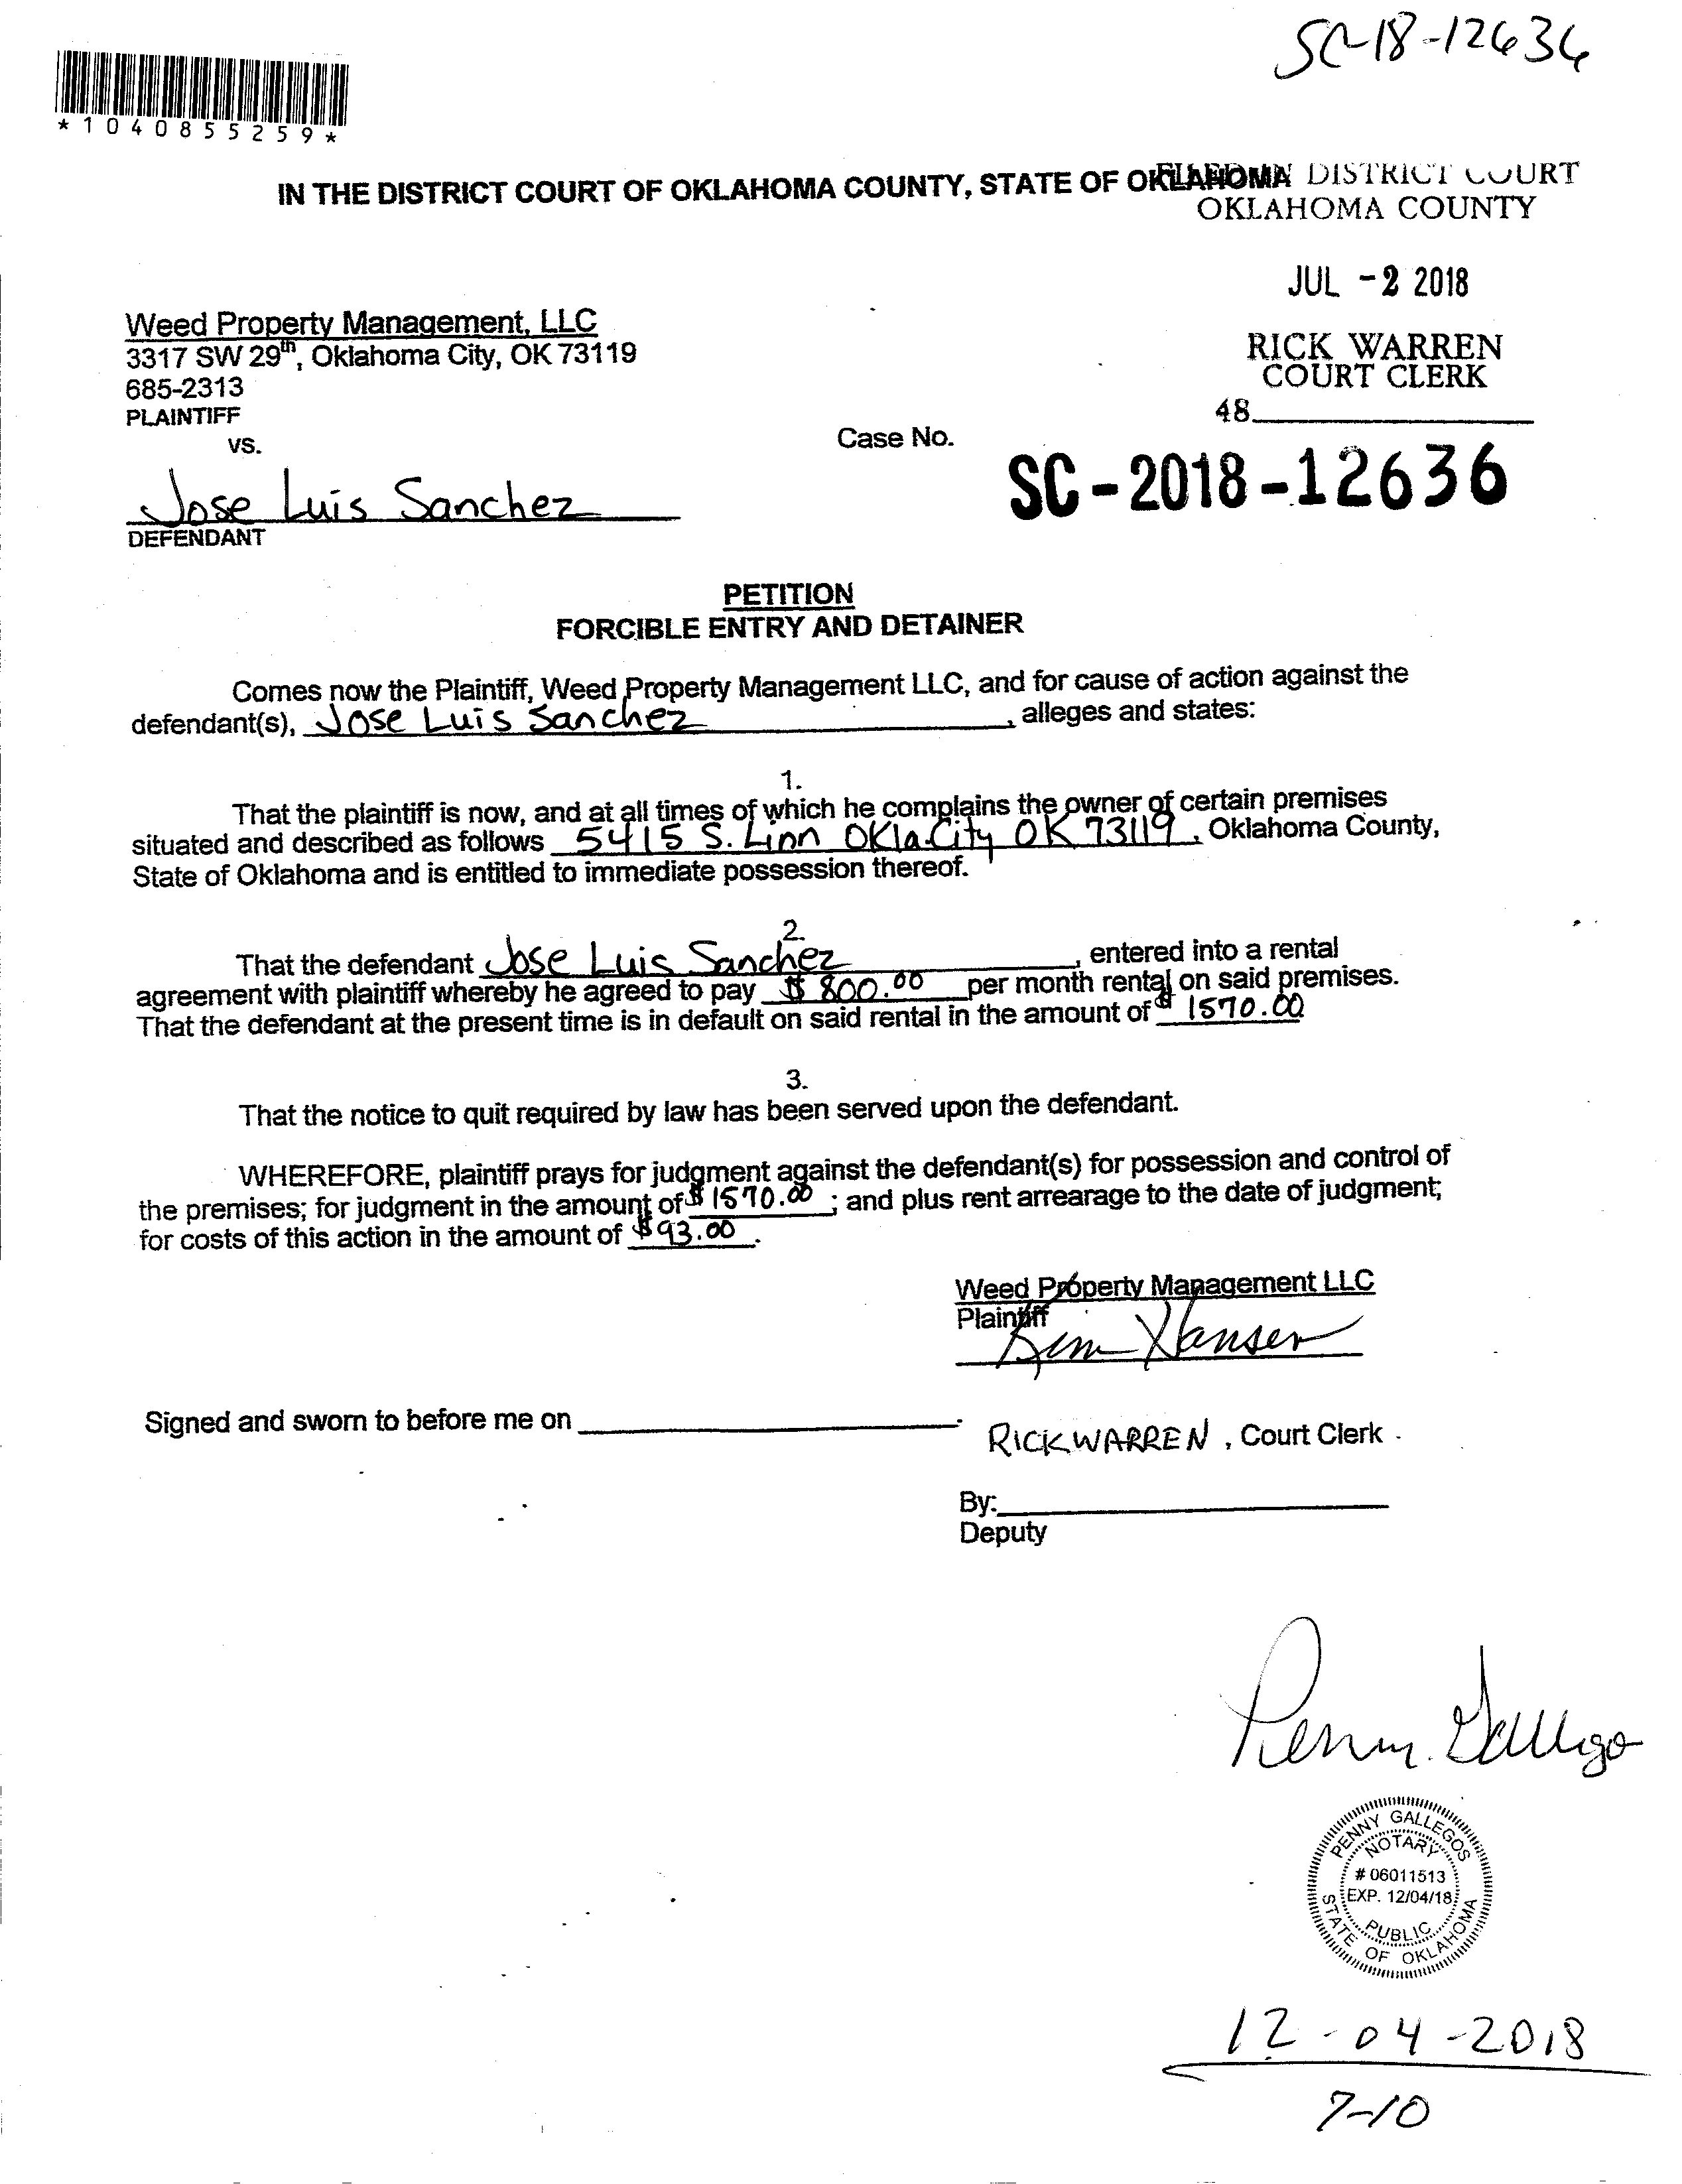 SC-18-12636
*1040855259*
IN THE DISTRICT COURT OF OKLAHOMA COUNTY, STATE OF OKLAHOMA
FILED IN DISTRICT COURT
OKLAHOMA COUNTY
JUL -2 2018
Weed Property Management, LLC
3317 SW 29th, Oklahoma City, OK 73119
685-2313
PLAINTIFF
RICK WARREN
COURT CLERK
48
vs.
Case No.
SC-2018-12636
Jose Luis Sanchez
DEFENDANT
PETITION
FORCIBLE ENTRY AND DETAINER
Comes now the Plaintiff, Weed Property Management LLC, and for cause of action against the
defendant(s), Jose Luis Sanchez, alleges and states:
1.
That the plaintiff is now, and at all times of which he complains the owner of certain premises
situated and described as follows 5415 S. Linn Okla.City OK 73119, Oklahoma County,
State of Oklahoma and is entitled to immediate possession thereof.
2.
That the defendant Jose Luis Sanchez, entered into a rental
agreement with plaintiff whereby he agreed to pay $ 800.00 per month rental on said premises.
That the defendant at the present time is in default on said rental in the amount of $ 1570.00
3.
That the notice to quit required by law has been served upon the defendant.
WHEREFORE, plaintiff prays for judgment against the defendant(s) for possession and control of
the premises; for judgment in the amount of $ 1570.00; and plus rent arrearage to the date of judgment;
for costs of this action in the amount of $93.00.
Weed Property Management LLC
Plaintiff
Kim Hansen
Signed and sworn to before me on
RICK WARREN, Court Clerk
By:
Deputy
Penny Gallego
PENNY GALLEGOS
NOTARY
# 06011513
EXP. 12/04/18
PUBLIC
STATE OF OKLAHOMA
12-04-2018
7-10